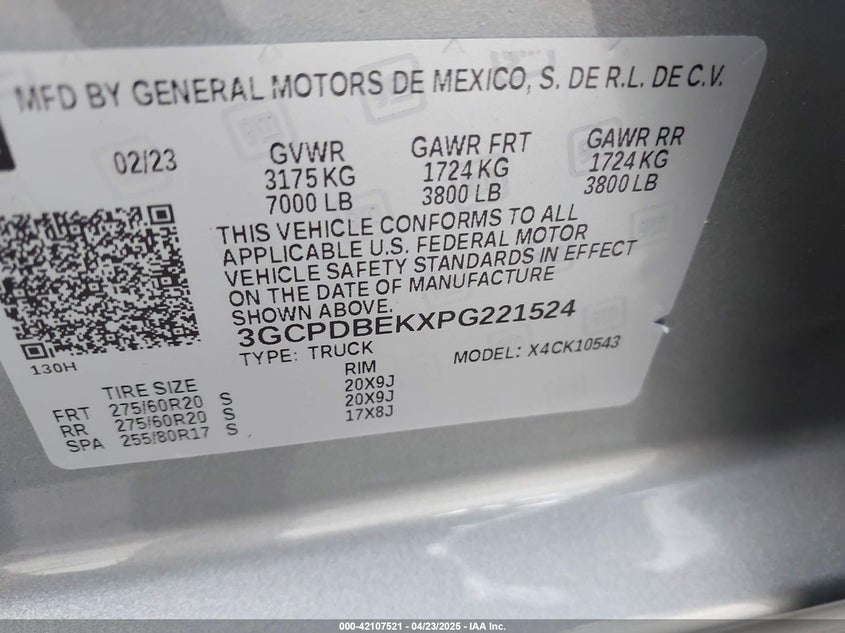 MFD BY GENERAL MOTORS DE MEXICO, S. DE R.L. DE C.V.
02/23
GVWR
3175 KG
7000 LB
GAWR FRT
1724 KG
3800 LB
GAWR RR
1724 KG
3800 LB
THIS VEHICLE CONFORMS TO ALL
APPLICABLE U.S. FEDERAL MOTOR
VEHICLE SAFETY STANDARDS IN EFFECT
ON THE DATE OF MANUFACTURE
SHOWN ABOVE.
3GCPDBEKXPG221524
TYPE: TRUCK
MODEL: X4CK10543
130H
TIRE SIZE
RIM
FRT 275/60R20 S 20X9J
RR 275/60R20 S 20X9J
SPA 255/80R17 S 17X8J
000-42107521 | 04/23/2025 - IAA Inc.